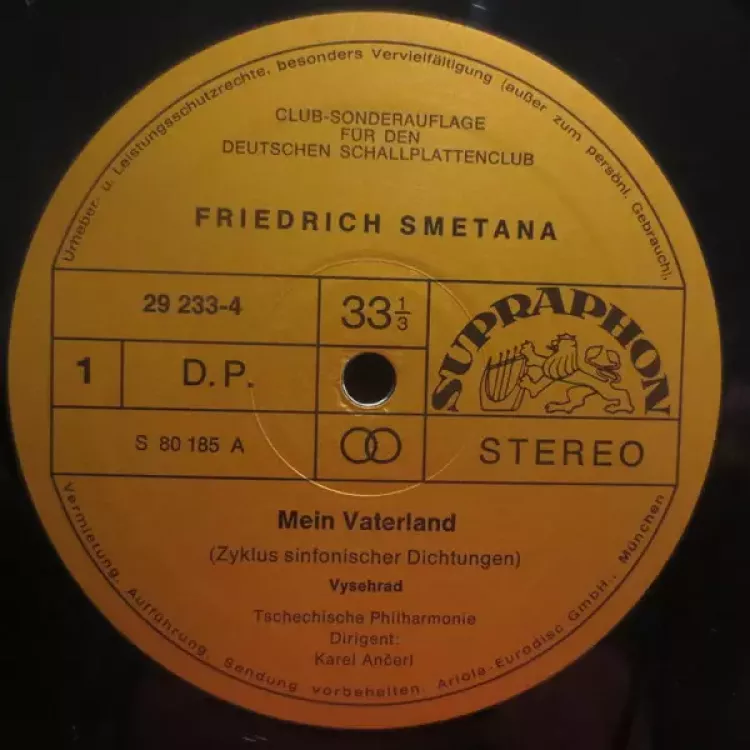 Urheber- u. Leistungsschutzrechte, besonders Vervielfältigung (außer zum persönl. Gebrauch),
CLUB-SONDERAUFLAGE
FÜR DEN
DEUTSCHEN SCHALLPLATTENCLUB
FRIEDRICH SMETANA
29 233-4
33 1/3
SUPRAPHON
1
D.P.
S 80 185 A
STEREO
Mein Vaterland
(Zyklus sinfonischer Dichtungen)
Vysehrad
Tschechische Philharmonie
Dirigent:
Karel Ančerl
Vermietung, Aufführung, Sendung vorbehalten. Ariola-Eurodisc GmbH., München